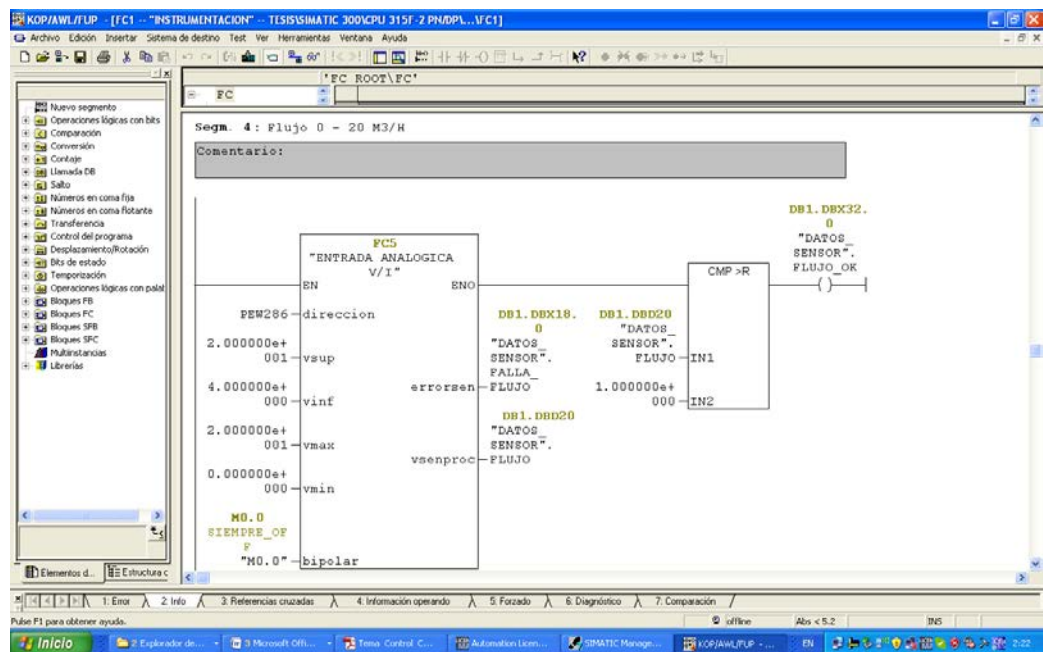 KOP/AWL/FUP - [FC1 -- "INSTRUMENTACION" -- TESIS\SIMATIC 300\CPU 315F-2 PN/DP\...\FC1]
Archivo Edición Insertar Sistema de destino Test Ver Herramientas Ventana Ayuda
'FC ROOT\FC'
FC
Nuevo segmento
Operaciones lógicas con bits
Comparación
Conversión
Contaje
Llamada DB
Salto
Números en coma fija
Números en coma flotante
Transferencia
Control del programa
Desplazamiento/Rotación
Bits de estado
Temporización
Operaciones lógicas con palab
Bloques FB
Bloques FC
Bloques SFB
Bloques SFC
Multiinstancias
Librerías
Elementos d...
Estructura c
Segm. 4: Flujo 0 - 20 M3/H
Comentario:
DB1.DBX32.
0
"DATOS_
SENSOR".
FLUJO_OK
( )
FC5
"ENTRADA ANALOGICA
V/I"
EN ENO
CMP >R
PEW286 direccion
DB1.DBX18.
0
"DATOS_
SENSOR".
FALLA_
FLUJO
DB1.DBD20
"DATOS_
SENSOR".
FLUJO IN1
2.000000e+
001 vsup
4.000000e+
000 vinf
errorsen
1.000000e+
000 IN2
2.000000e+
001 vmax
DB1.DBD20
"DATOS_
SENSOR".
FLUJO
vsenproc
0.000000e+
000 vmin
M0.0
SIEMPRE_OF
F
"M0.0" bipolar
1: Error 2: Info 3: Referencias cruzadas 4: Información operando 5: Forzado 6: Diagnóstico 7: Comparación
Pulse F1 para obtener ayuda.
offline
Abs < 5.2
INS
Inicio
2 Explorador de...
3 Microsoft Offi...
Tema Control C...
Automation Licen...
SIMATIC Manage...
KOP/AWL/FUP - ...
EN
2:22